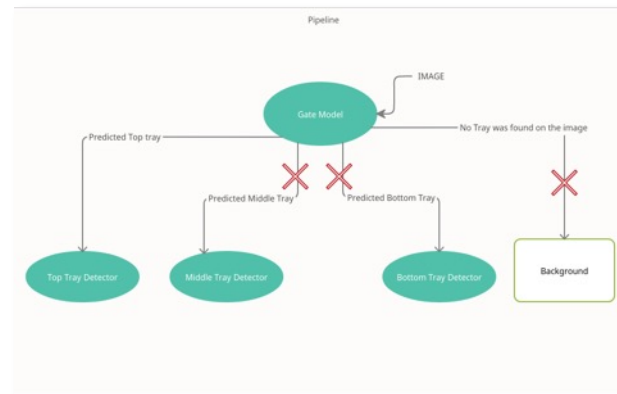 Pipeline
IMAGE
Gate Model
No Tray was found on the image
Predicted Top tray
Predicted Middle Tray
Predicted Bottom Tray
Top Tray Detector
Middle Tray Detector
Bottom Tray Detector
Background